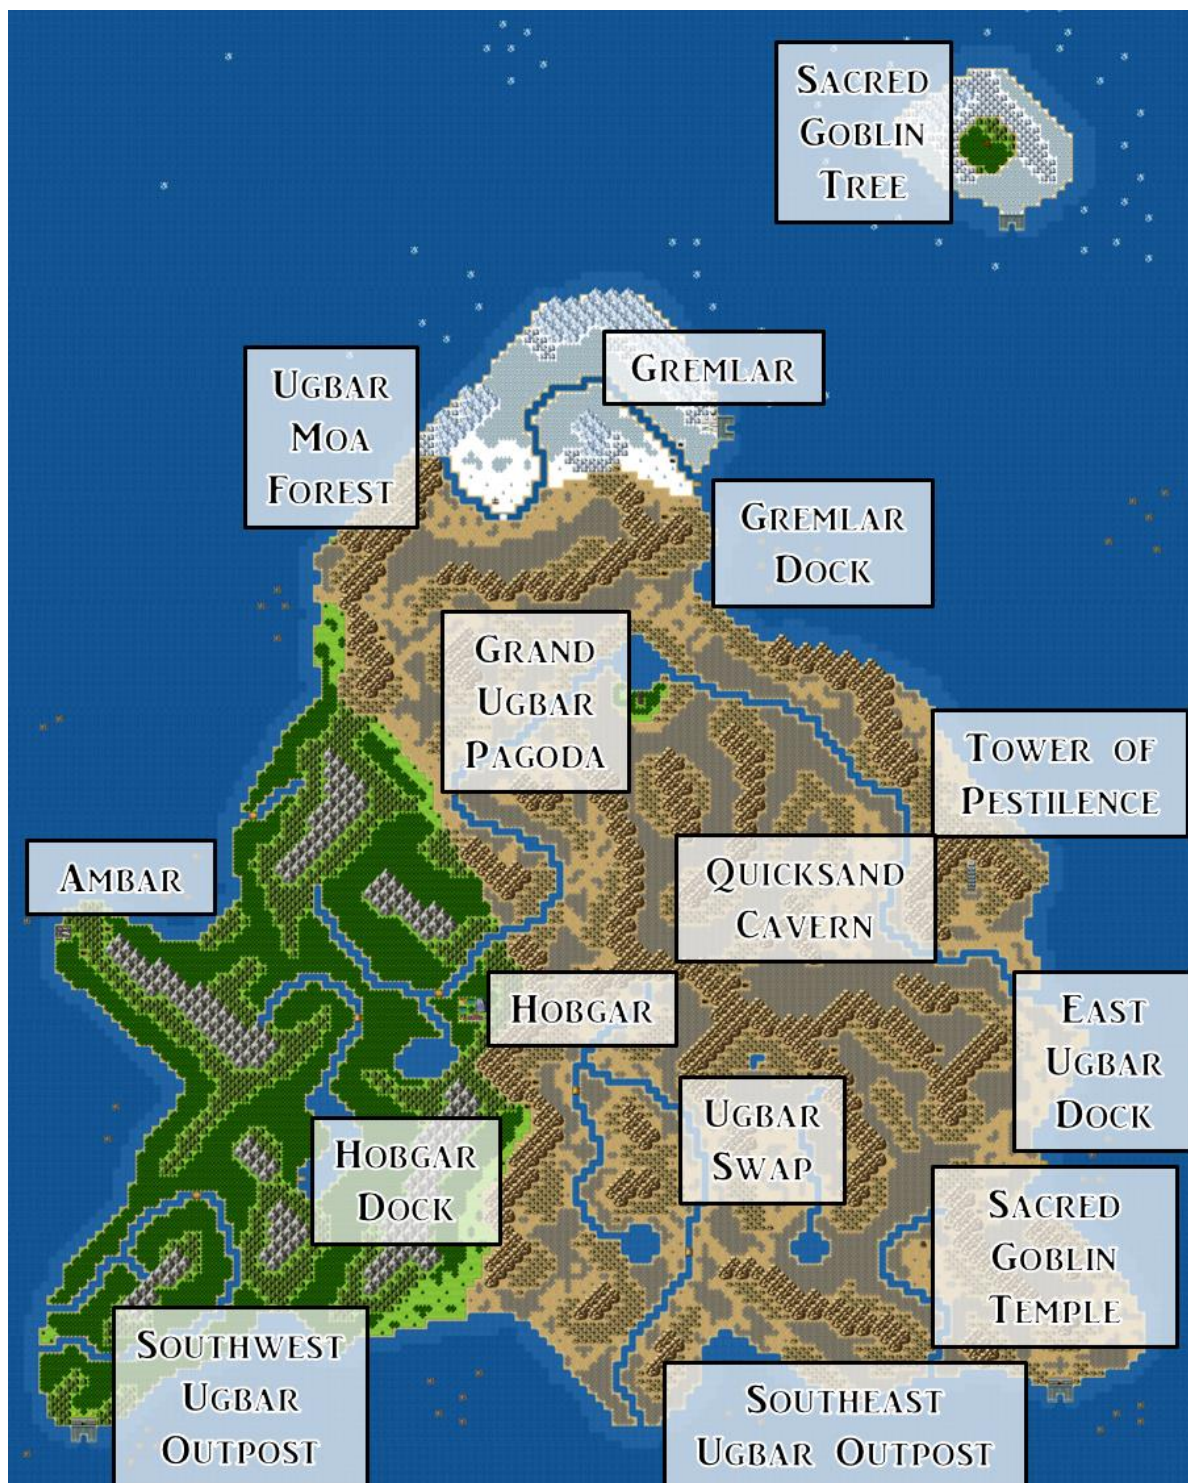 Sacred
Goblin
Tree
Gremlar
Ugbar
Moa
Forest
Gremlar
Dock
Grand
Ugbar
Pagoda
Tower of
Pestilence
Ambar
Quicksand
Cavern
Hobgar
East
Ugbar
Dock
Ugbar
Swap
Hobgar
Dock
Sacred
Goblin
Temple
Southwest
Ugbar
Outpost
Southeast
Ugbar Outpost